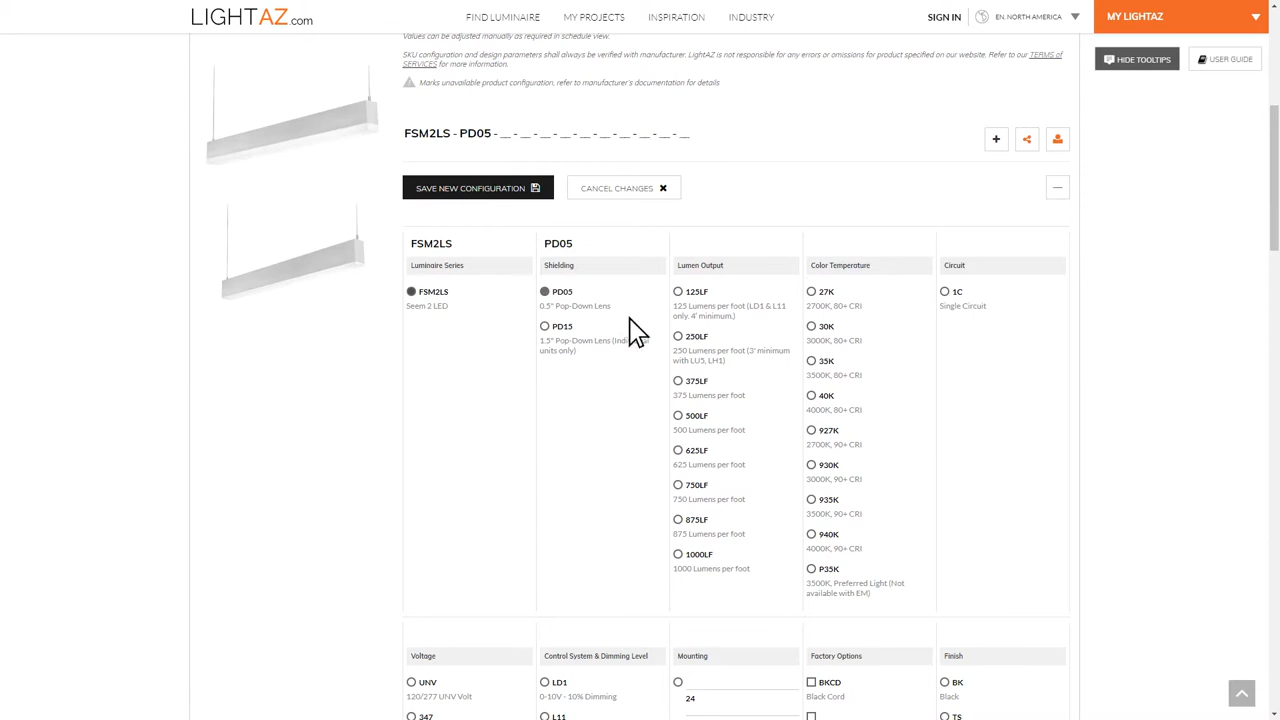 LIGHTAZ.com
FIND LUMINAIRE
MY PROJECTS
INSPIRATION
INDUSTRY
SIGN IN
EN, NORTH AMERICA
MY LIGHTAZ
HIDE TOOLTIPS
USER GUIDE
Values can be adjusted manually as required in schedule view.
SKU configuration and design parameters shall always be verified with manufacturer. LightAZ is not responsible for any errors or omissions for product specified on our website. Refer to our TERMS of
SERVICES for more information.
Marks unavailable product configuration, refer to manufacturer's documentation for details
FSM2LS - PD05 - __ - __ - __ - __ - __ - __ - __ - __ - __ - __
SAVE NEW CONFIGURATION
CANCEL CHANGES
FSM2LS
Luminaire Series
FSM2LS
Seem 2 LED
PD05
Shielding
PD05
0.5" Pop-Down Lens
PD15
1.5" Pop-Down Lens
units only)
Lumen Output
125LF
125 Lumens per foot (LD1 & L11
only. 4' minimum.)
250LF
250 Lumens per foot (3' minimum
with LU5, LH1)
375LF
375 Lumens per foot
500LF
500 Lumens per foot
625LF
625 Lumens per foot
750LF
750 Lumens per foot
875LF
875 Lumens per foot
1000LF
1000 Lumens per foot
Color Temperature
27K
2700K, 80+ CRI
30K
3000K, 80+ CRI
35K
3500K, 80+ CRI
40K
4000K, 80+ CRI
927K
2700K, 90+ CRI
930K
3000K, 90+ CRI
935K
3500K, 90+ CRI
940K
4000K, 90+ CRI
P35K
3500K, Preferred Light (Not
available with EM)
Circuit
1C
Single Circuit
Voltage
UNV
120/277 UNV Volt
347
Control System & Dimming Level
LD1
0-10V - 10% Dimming
L11
Mounting
24
Factory Options
BKCD
Black Cord
Finish
BK
Black
TS